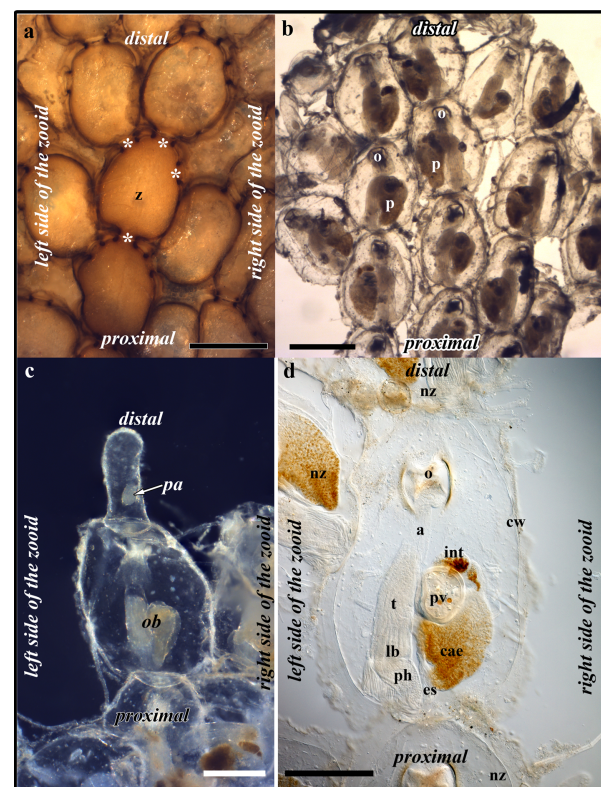 a
distal
left side of the zooid
right side of the zooid
*
*
*
z
*
proximal
b
distal
o
o
p
p
proximal
c
distal
pa
left side of the zooid
right side of the zooid
ob
proximal
d
distal
nz
nz
o
cw
a
int
left side of the zooid
right side of the zooid
pv
t
lb
cae
ph
es
proximal
nz